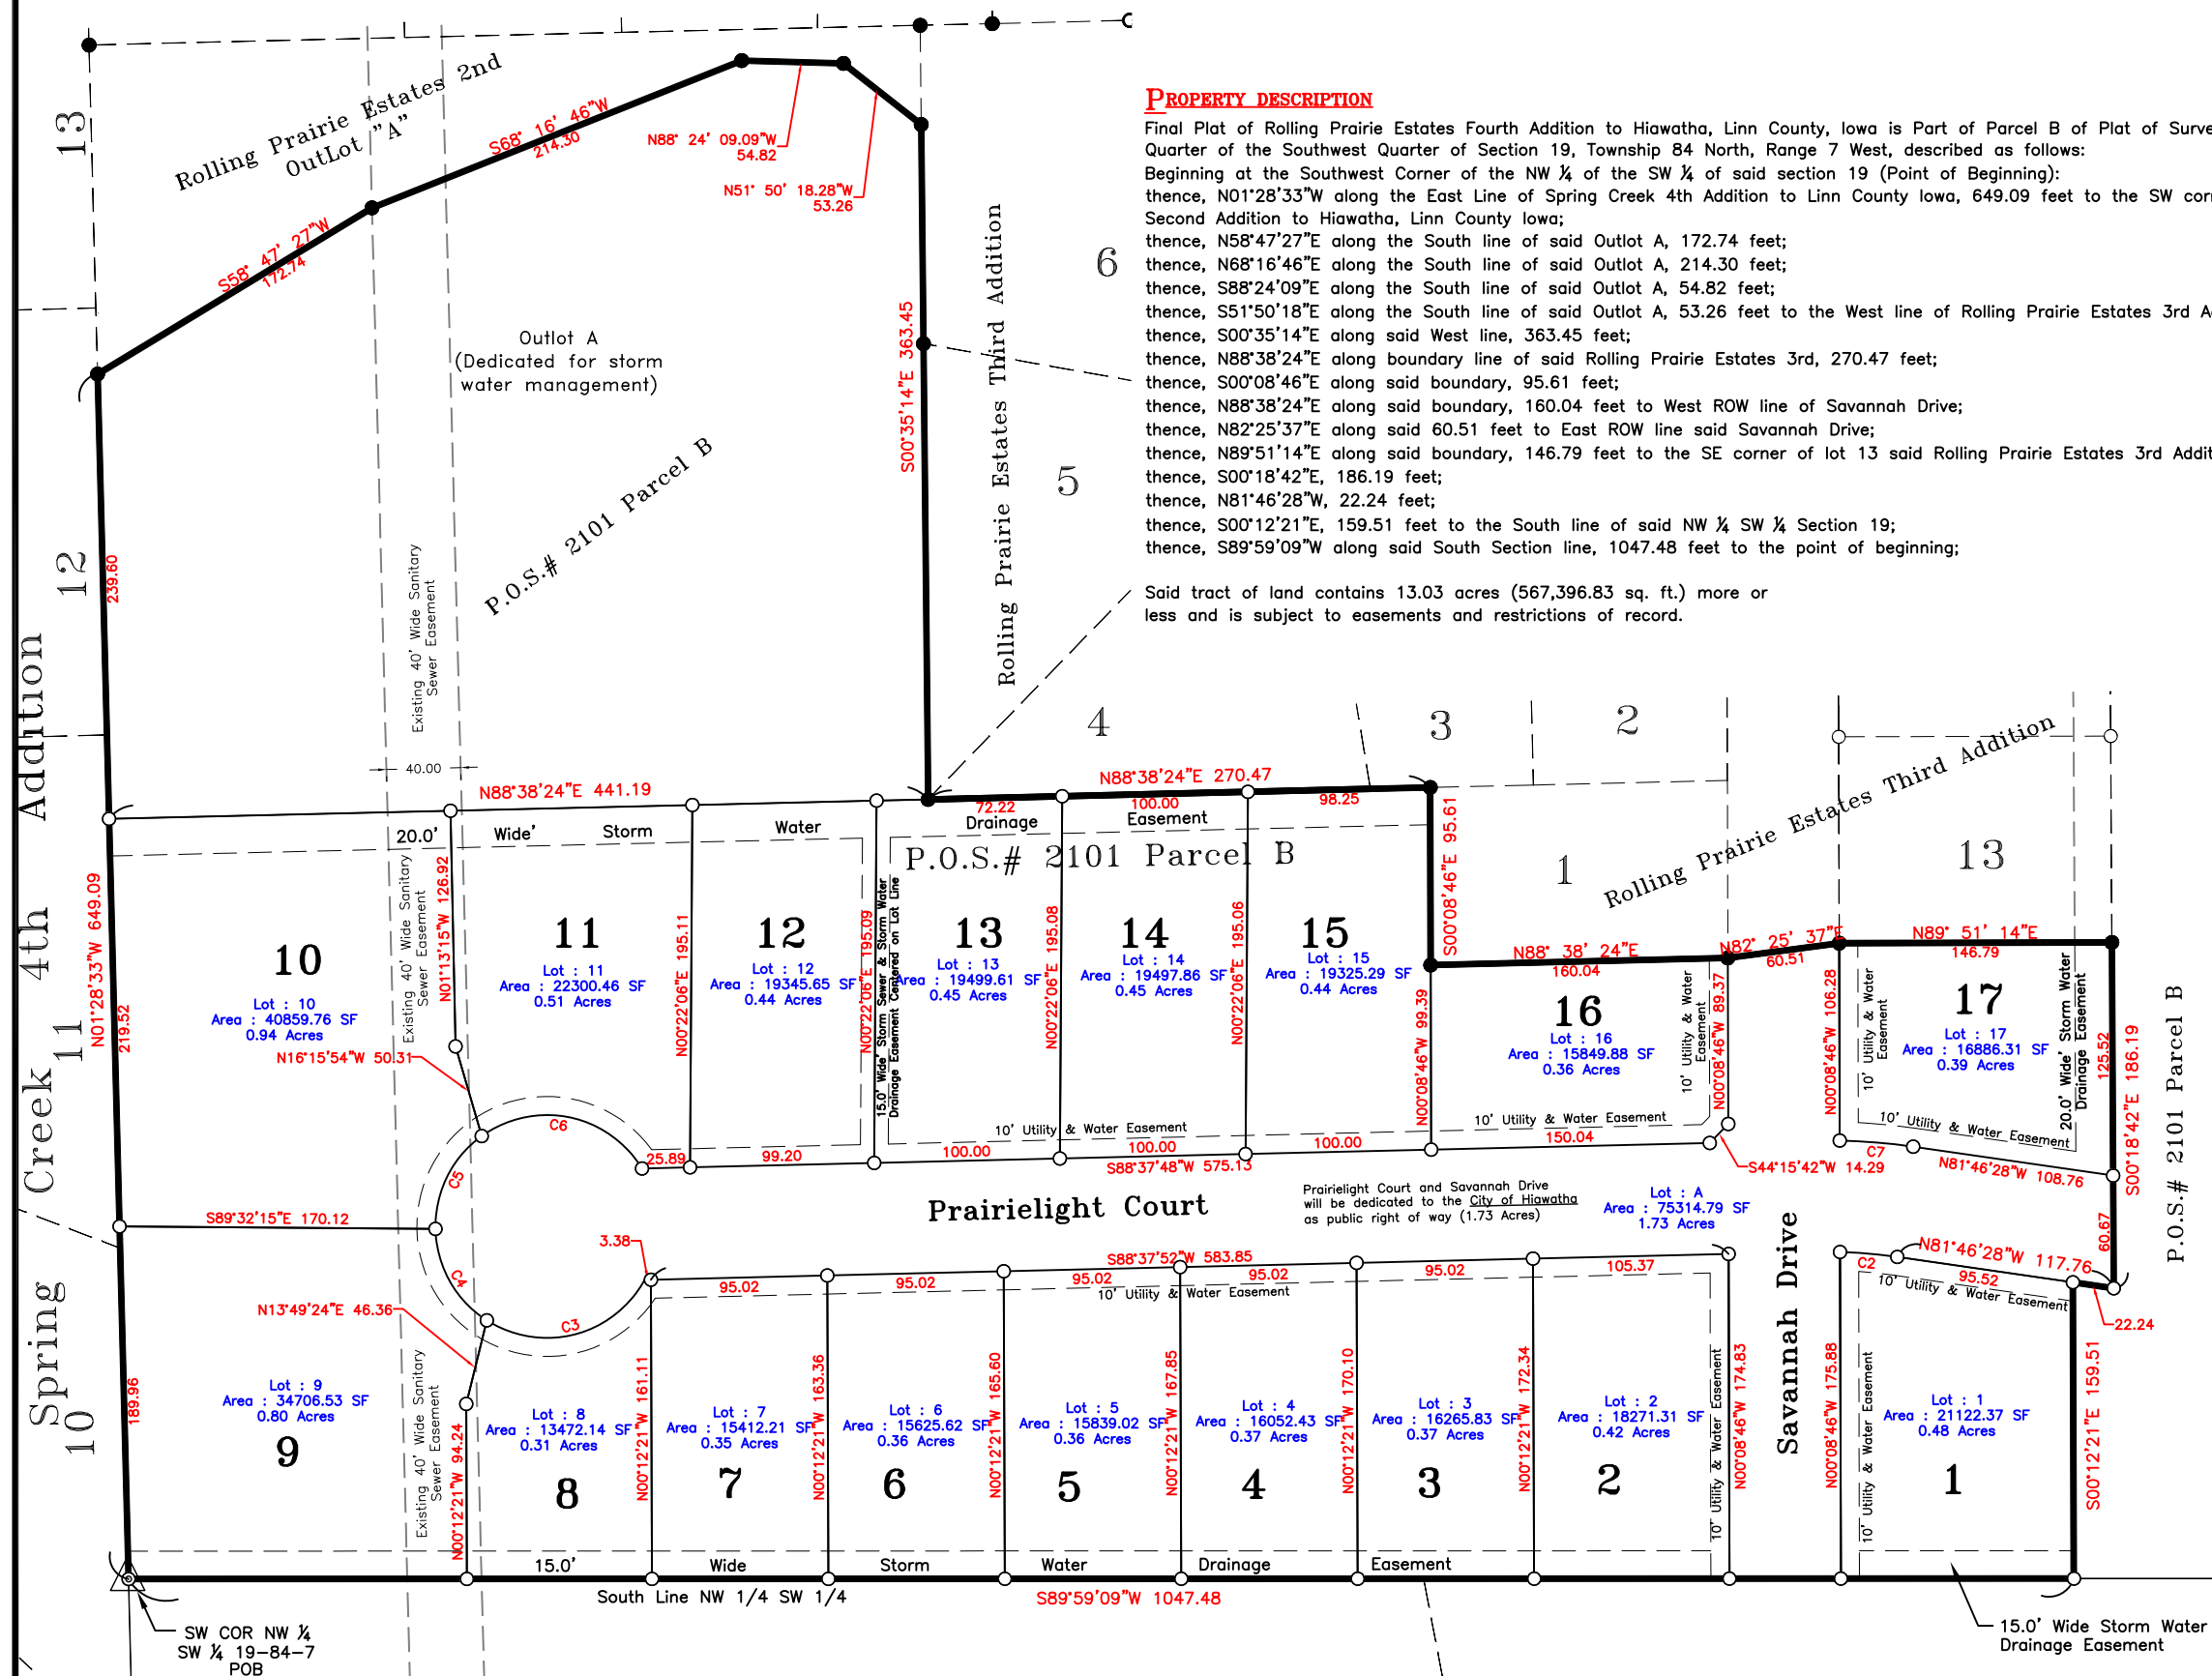 PROPERTY DESCRIPTION
Final Plat of Rolling Prairie Estates Fourth Addition to Hiawatha, Linn County, Iowa is Part of Parcel B of Plat of Surve
Quarter of the Southwest Quarter of Section 19, Township 84 North, Range 7 West, described as follows:
Beginning at the Southwest Corner of the NW ¼ of the SW ¼ of said section 19 (Point of Beginning):
thence, N01°28'33"W along the East Line of Spring Creek 4th Addition to Linn County Iowa, 649.09 feet to the SW cor
Second Addition to Hiawatha, Linn County Iowa;
thence, N58°47'27"E along the South line of said Outlot A, 172.74 feet;
thence, N68°16'46"E along the South line of said Outlot A, 214.30 feet;
thence, S88°24'09"E along the South line of said Outlot A, 54.82 feet;
thence, S51°50'18"E along the South line of said Outlot A, 53.26 feet to the West line of Rolling Prairie Estates 3rd A
thence, S00°35'14"E along said West line, 363.45 feet;
thence, N88°38'24"E along boundary line of said Rolling Prairie Estates 3rd, 270.47 feet;
thence, S00°08'46"E along said boundary, 95.61 feet;
thence, N88°38'24"E along said boundary, 160.04 feet to West ROW line of Savannah Drive;
thence, N82°25'37"E along said 60.51 feet to East ROW line said Savannah Drive;
thence, N89°51'14"E along said boundary, 146.79 feet to the SE corner of lot 13 said Rolling Prairie Estates 3rd Addit
thence, S00°18'42"E, 186.19 feet;
thence, N81°46'28"W, 22.24 feet;
thence, S00°12'21"E, 159.51 feet to the South line of said NW ¼ SW ¼ Section 19;
thence, S89°59'09"W along said South Section line, 1047.48 feet to the point of beginning;
Said tract of land contains 13.03 acres (567,396.83 sq. ft.) more or
less and is subject to easements and restrictions of record.
13
Rolling Prairie Estates 2nd
OutLot "A"
S68° 16' 46"W
214.30
N88° 24' 09.09"W
54.82
N51° 50' 18.28"W
53.26
S58° 47' 27"W
172.74
Outlot A
(Dedicated for storm
water management)
P.O.S.# 2101 Parcel B
S00°35'14"E 363.45
Rolling Prairie Estates Third Addition
6
5
4
3
2
12
239.60
Existing 40' Wide Sanitary
Sewer Easement
40.00
Spring Creek 4th Addition
N88°38'24"E 441.19
N88°38'24"E 270.47
72.22
100.00
98.25
20.0' Wide' Storm Water Drainage Easement
P.O.S.# 2101 Parcel B
S00°08'46"E 95.61
1
Rolling Prairie Estates Third Addition
13
N01°28'33"W 649.09
11
219.52
10
Lot : 10
Area : 40859.76 SF
0.94 Acres
Existing 40' Wide Sanitary
Sewer Easement
N01°13'15"W 126.92
N16°15'54"W 50.31
11
Lot : 11
Area : 22300.46 SF
0.51 Acres
N00°22'06"E 195.11
12
Lot : 12
Area : 19345.65 SF
0.44 Acres
N00°22'06"E 195.09
15.0' Wide' Storm Sewer & Storm Water
Drainage Easement Centered on Lot Line
13
Lot : 13
Area : 19499.61 SF
0.45 Acres
N00°22'06"E 195.08
14
Lot : 14
Area : 19497.86 SF
0.45 Acres
N00°22'06"E 195.06
15
Lot : 15
Area : 19325.29 SF
0.44 Acres
N00°08'46"W 99.39
N88° 38' 24"E
160.04
16
Lot : 16
Area : 15849.88 SF
0.36 Acres
10' Utility & Water
Easement
N00°08'46"W 89.37
N82° 25' 37"E
60.51
N00°08'46"W 106.28
N89° 51' 14"E
146.79
10' Utility & Water
Easement
17
Lot : 17
Area : 16886.31 SF
0.39 Acres
20.0' Wide' Storm Water
Drainage Easement
125.52
S00°18'42"E 186.19
P.O.S.# 2101 Parcel B
C6
C5
25.89
99.20
100.00
10' Utility & Water Easement
100.00
S88°37'48"W 575.13
100.00
10' Utility & Water Easement
150.04
S44°15'42"W 14.29
10' Utility & Water Easement
C7
N81°46'28"W 108.76
S89°32'15"E 170.12
Prairielight Court
Prairielight Court and Savannah Drive
will be dedicated to the City of Hiawatha
as public right of way (1.73 Acres)
Lot : A
Area : 75314.79 SF
1.73 Acres
Savannah Drive
60.67
3.38
C4
C3
N13°49'24"E 46.36
S88°37'52"W 583.85
95.02
95.02
95.02
95.02
95.02
105.37
10' Utility & Water Easement
C2
N81°46'28"W 117.76
95.52
10' Utility & Water Easement
22.24
10
189.96
Lot : 9
Area : 34706.53 SF
0.80 Acres
9
Existing 40' Wide Sanitary
Sewer Easement
N00°12'21"W 94.24
Lot : 8
Area : 13472.14 SF
0.31 Acres
8
N00°12'21"W 161.11
Lot : 7
Area : 15412.21 SF
0.35 Acres
7
N00°12'21"W 163.36
Lot : 6
Area : 15625.62 SF
0.36 Acres
6
N00°12'21"W 165.60
Lot : 5
Area : 15839.02 SF
0.36 Acres
5
N00°12'21"W 167.85
Lot : 4
Area : 16052.43 SF
0.37 Acres
4
N00°12'21"W 170.10
Lot : 3
Area : 16265.83 SF
0.37 Acres
3
N00°12'21"W 172.34
Lot : 2
Area : 18271.31 SF
0.42 Acres
2
10' Utility & Water Easement
N00°08'46"W 174.83
N00°08'46"W 175.88
10' Utility & Water Easement
Lot : 1
Area : 21122.37 SF
0.48 Acres
1
S00°12'21"E 159.51
15.0' Wide Storm Water Drainage Easement
South Line NW 1/4 SW 1/4
S89°59'09"W 1047.48
SW COR NW ¼
SW ¼ 19-84-7
POB
15.0' Wide Storm Water
Drainage Easement